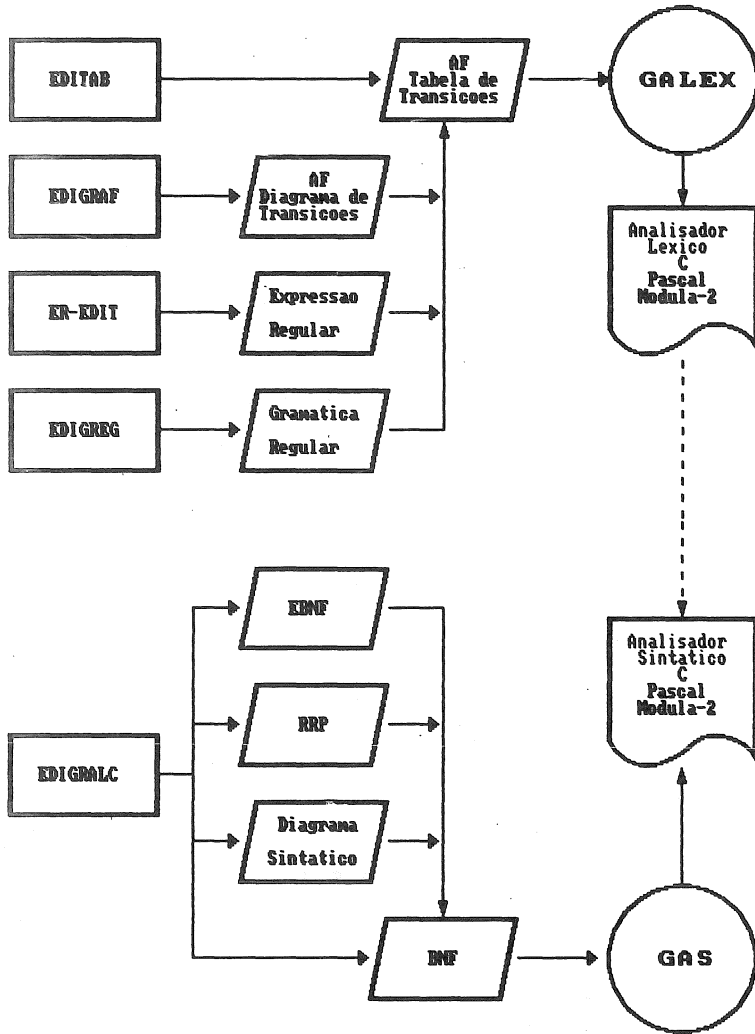 EDITAB
AF
Tabela de
Transicoes
GALEX
EDIGRAF
AF
Diagrama de
Transicoes
Analisador
Lexico
C
Pascal
Modula-2
ER-EDIT
Expressao
Regular
EDIGREG
Gramatica
Regular
EBNF
Analisador
Sintatico
C
Pascal
Modula-2
RRP
EDIGRALC
Diagrama
Sintatico
BNF
GAS